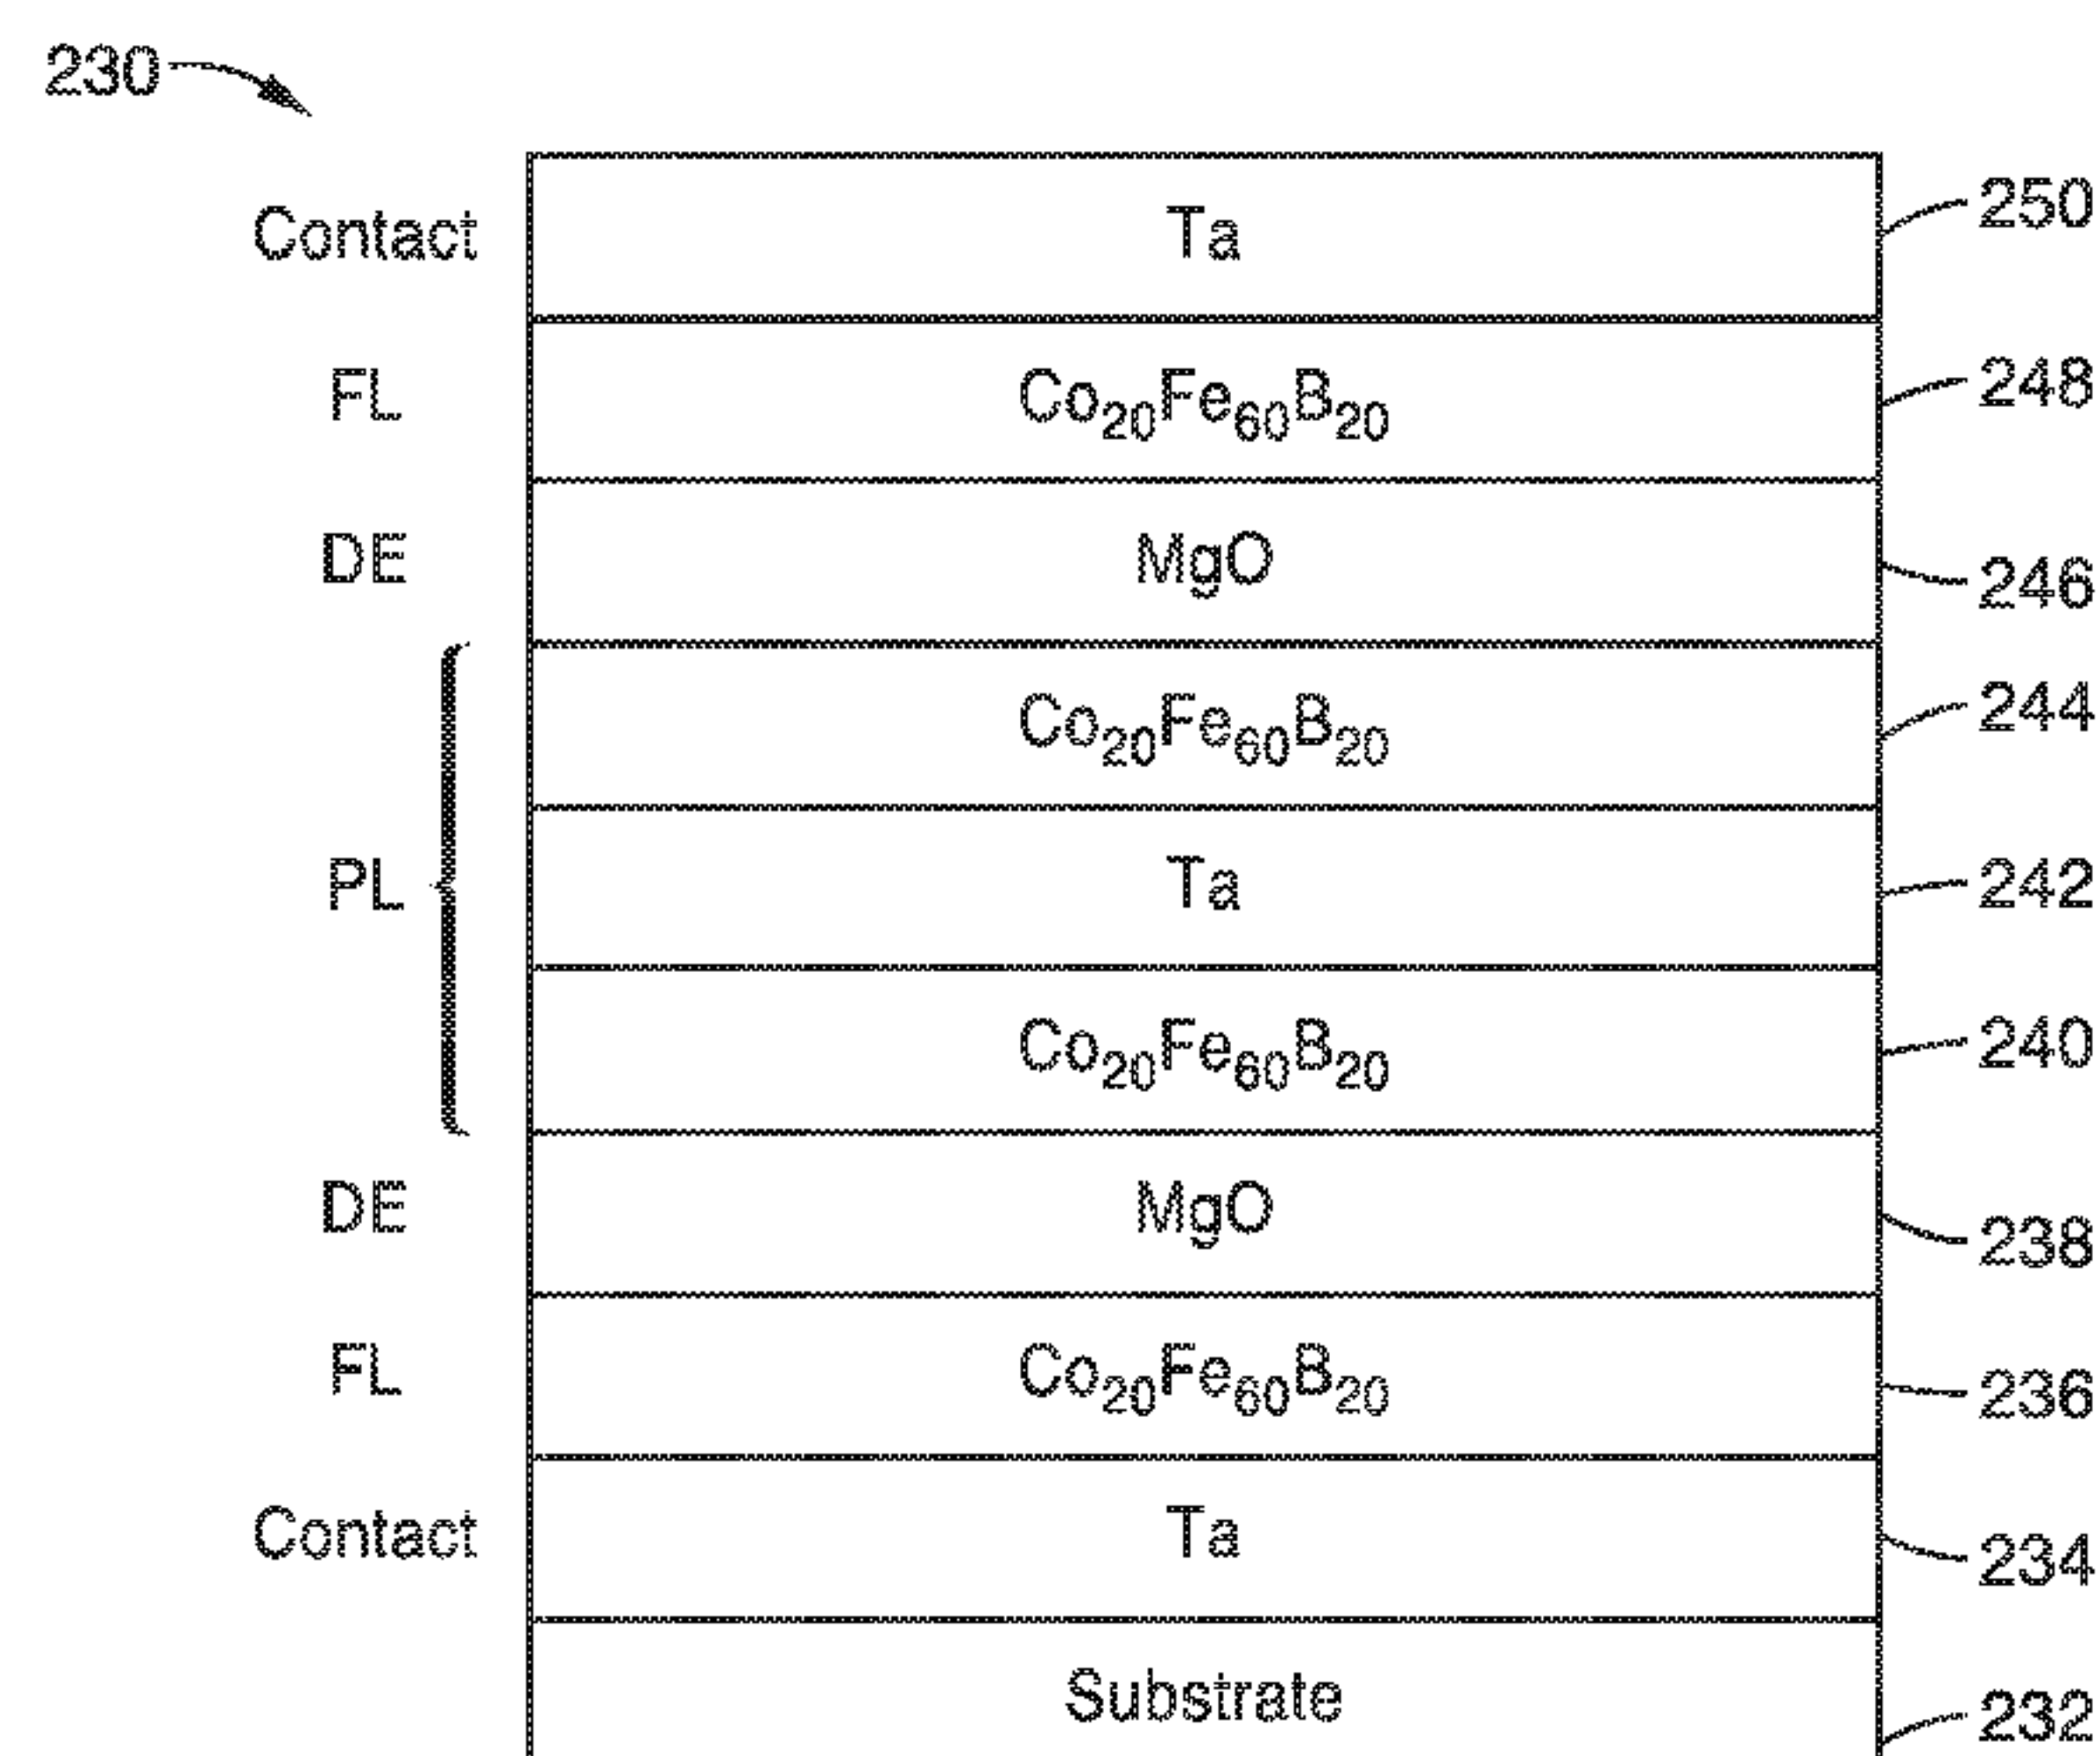 230
Contact Ta 250
FL Co₂₀Fe₆₀B₂₀ 248
DE MgO 246
Co₂₀Fe₆₀B₂₀ 244
PL Ta 242
Co₂₀Fe₆₀B₂₀ 240
DE MgO 238
FL Co₂₀Fe₆₀B₂₀ 236
Contact Ta 234
Substrate 232